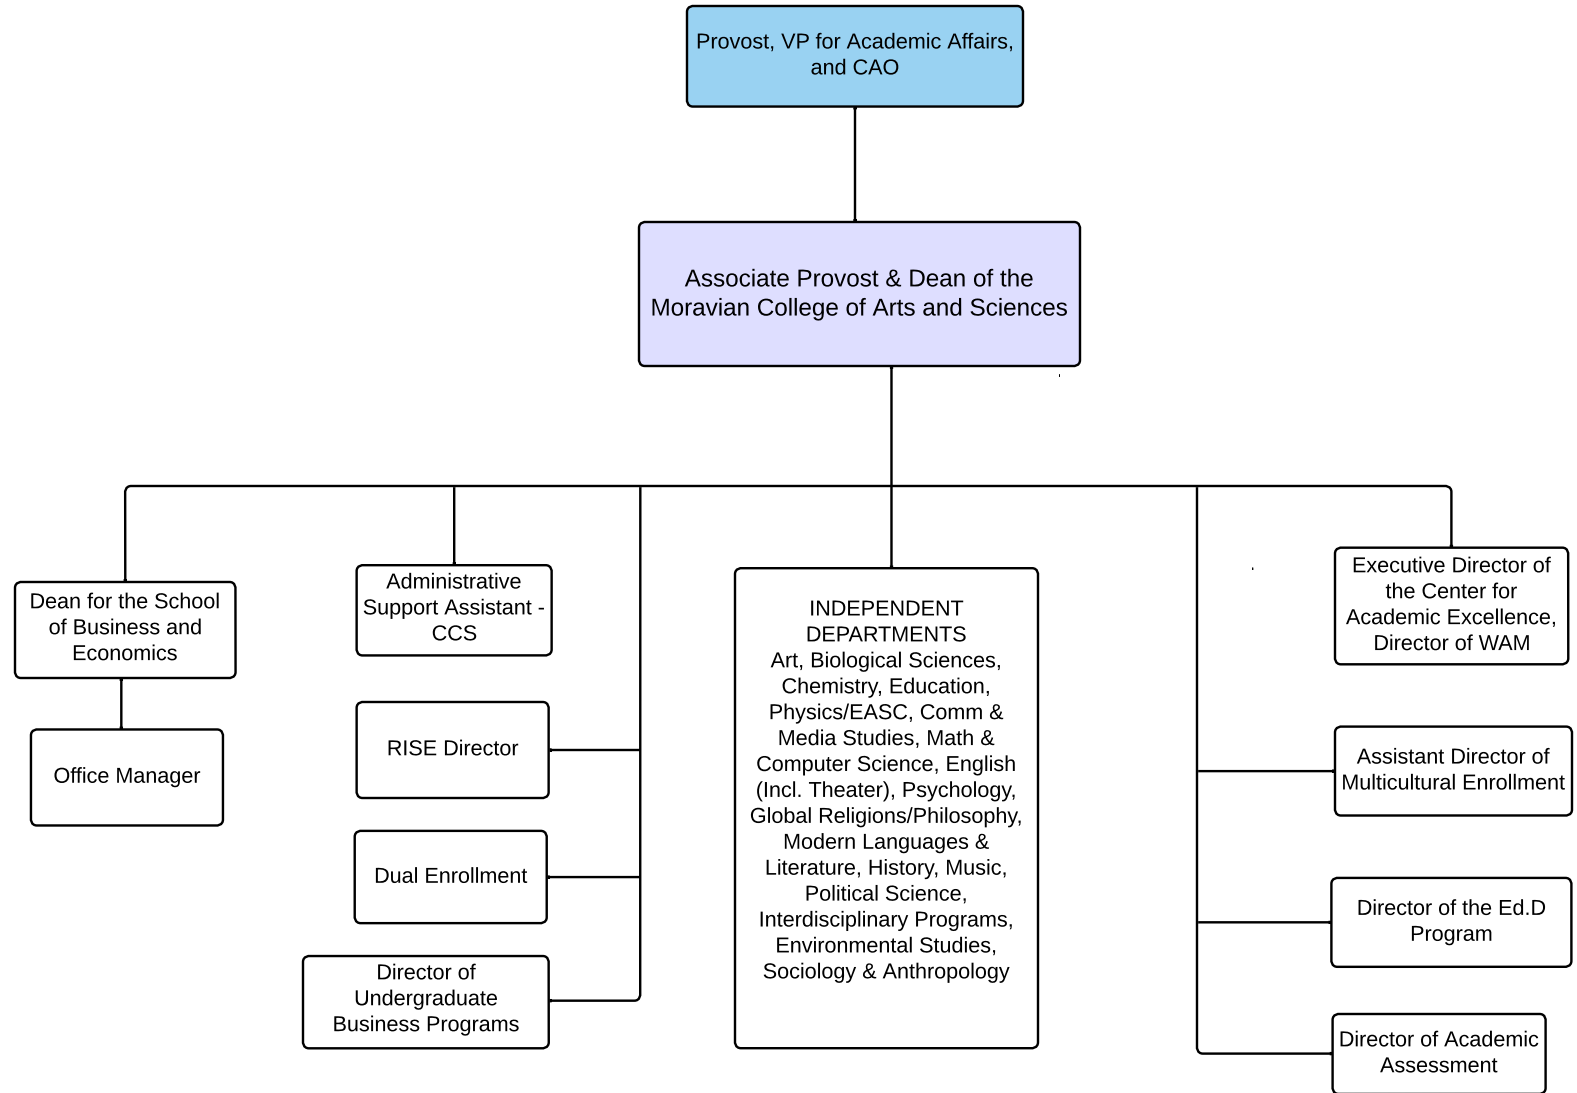 Provost, VP for Academic Affairs,
and CAO
Associate Provost & Dean of the
Moravian College of Arts and Sciences
Dean for the School
of Business and
Economics
Office Manager
Administrative
Support Assistant -
CCS
RISE Director
Dual Enrollment
Director of
Undergraduate
Business Programs
INDEPENDENT
DEPARTMENTS
Art, Biological Sciences,
Chemistry, Education,
Physics/EASC, Comm &
Media Studies, Math &
Computer Science, English
(Incl. Theater), Psychology,
Global Religions/Philosophy,
Modern Languages &
Literature, History, Music,
Political Science,
Interdisciplinary Programs,
Environmental Studies,
Sociology & Anthropology
Executive Director of
the Center for
Academic Excellence,
Director of WAM
Assistant Director of
Multicultural Enrollment
Director of the Ed.D
Program
Director of Academic
Assessment